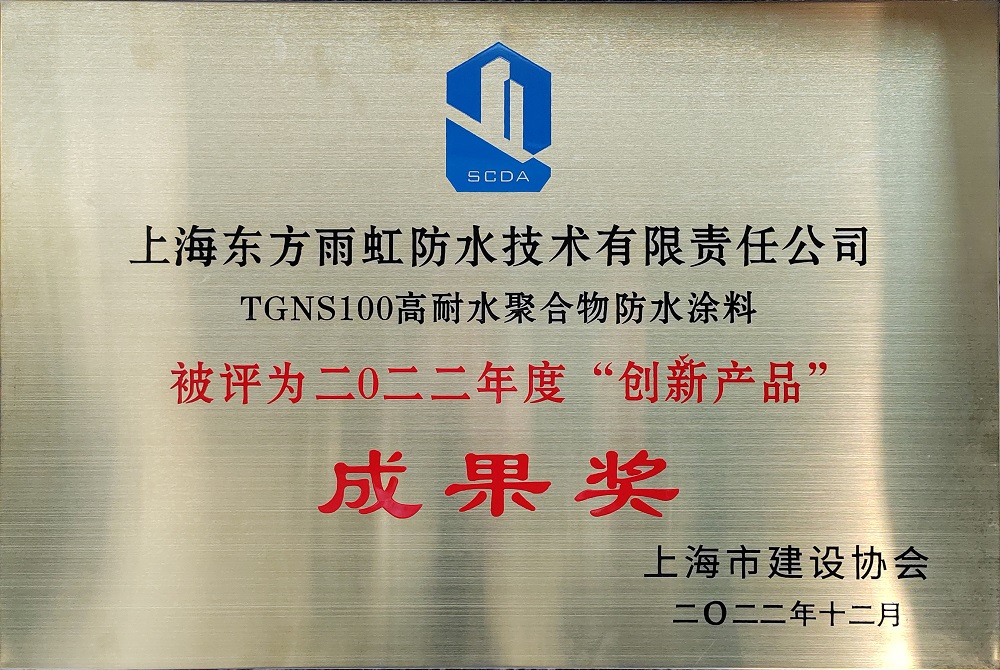 SCDA
上海东方雨虹防水技术有限责任公司
TGNS100高耐水聚合物防水涂料
被评为二0二二年度“创新产品”
成果奖
上海市建设协会
二O二二年十二月